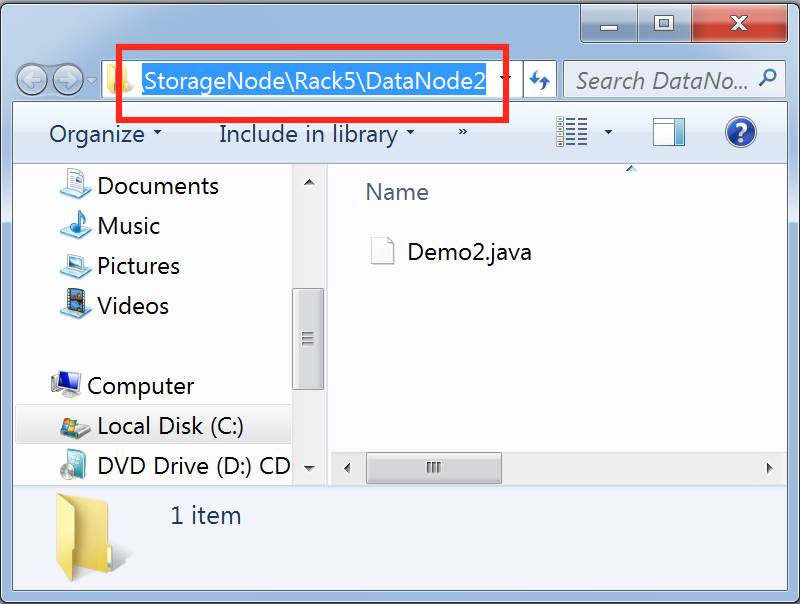 \StorageNode\Rack5\DataNode2
Search DataNo...
Organize
Include in library
»
Documents
Music
Pictures
Videos
Computer
Local Disk (C:)
DVD Drive (D:) CD
Name
Demo2.java
1 item